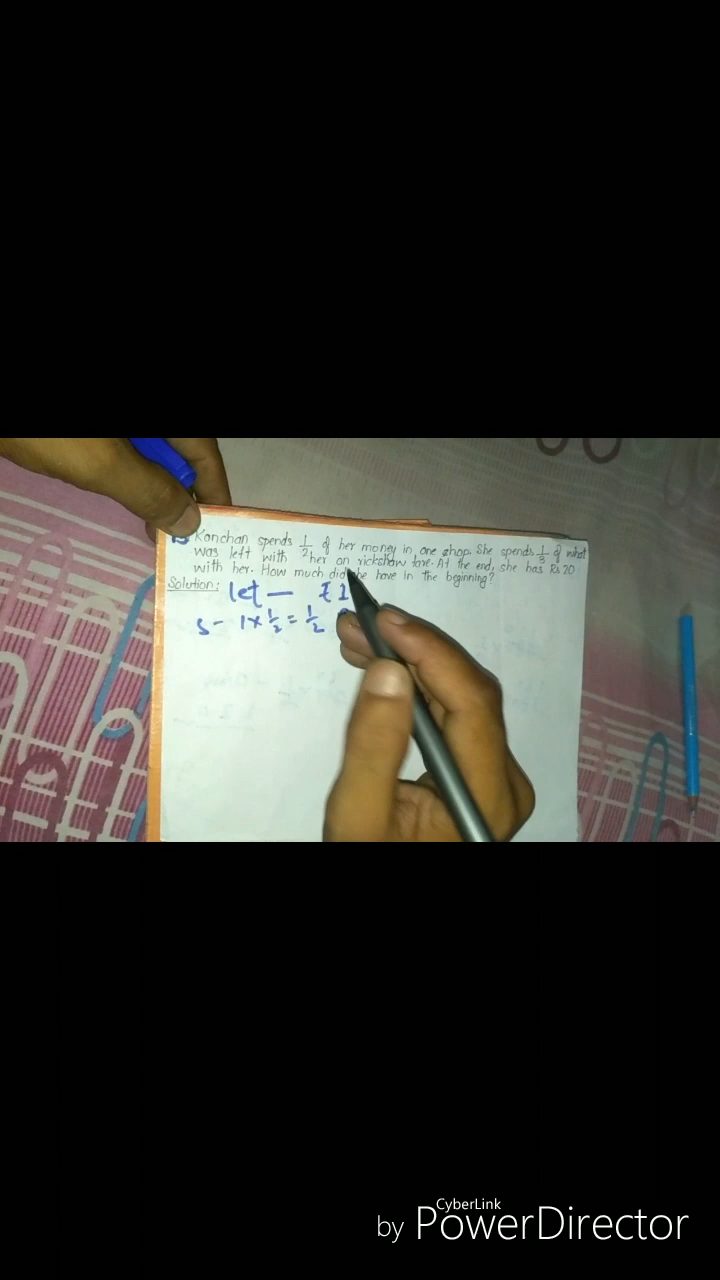 Kanchan spends 1/2 of her money in one shop. She spends 1/3 of what
was left with her on rickshaw fare. At the end, she has Rs 20
with her. How much did she have in the beginning?
Solution: let — ₹ 1
S - 1 × 1/2 = 1/2
CyberLink
by PowerDirector